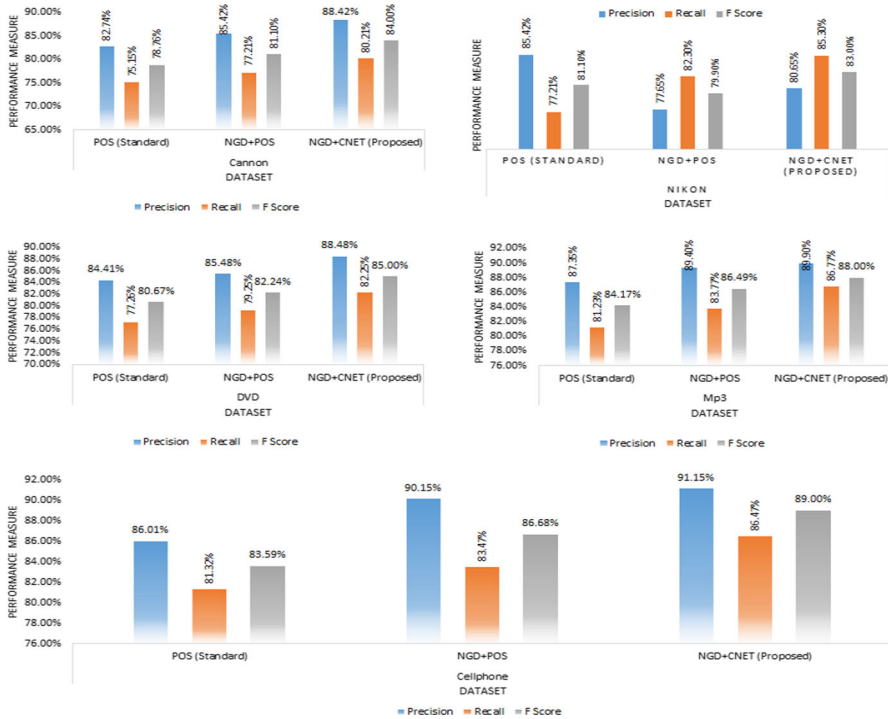 PERFORMANCE MEASURE
90.00%
85.00%
80.00%
75.00%
70.00%
65.00%
82.74%
75.15%
78.76%
85.42%
77.21%
81.10%
88.42%
80.21%
84.00%
POS (Standard)
NGD+POS
NGD+CNET (Proposed)
Cannon
DATASET
Precision Recall F Score
PERFORMANCE MEASURE
85.42%
77.21%
81.10%
77.65%
82.30%
79.90%
80.65%
85.30%
83.00%
POS (STANDARD)
NGD+POS
NGD+CNET
(PROPOSED)
NIKON
DATASET
Precision Recall F Score
PERFORMANCE MEASURE
90.00%
88.00%
86.00%
84.00%
82.00%
80.00%
78.00%
76.00%
74.00%
72.00%
70.00%
84.41%
77.26%
80.67%
85.48%
79.25%
82.24%
88.48%
82.25%
85.00%
POS (Standard)
NGD+POS
NGD+CNET (Proposed)
DVD
DATASET
Precision Recall F Score
PERFORMANCE MEASURE
92.00%
90.00%
88.00%
86.00%
84.00%
82.00%
80.00%
78.00%
76.00%
87.35%
81.23%
84.17%
89.40%
83.77%
86.49%
89.90%
86.77%
88.00%
POS (Standard)
NGD+POS
NGD+CNET (Proposed)
Mp3
DATASET
Precision Recall F Score
PERFORMANCE MEASURE
92.00%
90.00%
88.00%
86.00%
84.00%
82.00%
80.00%
78.00%
76.00%
86.01%
81.32%
83.59%
90.15%
83.47%
86.68%
91.15%
86.47%
89.00%
POS (Standard)
NGD+POS
NGD+CNET (Proposed)
Cellphone
DATASET
Precision Recall F Score